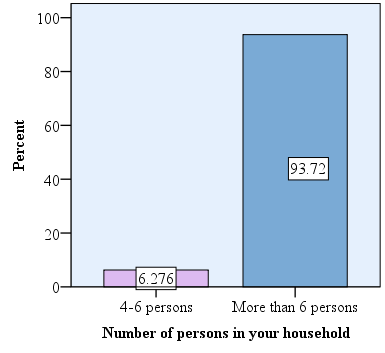 100
80
60
40
20
0
Percent
93.72
6.276
4-6 persons
More than 6 persons
Number of persons in your household